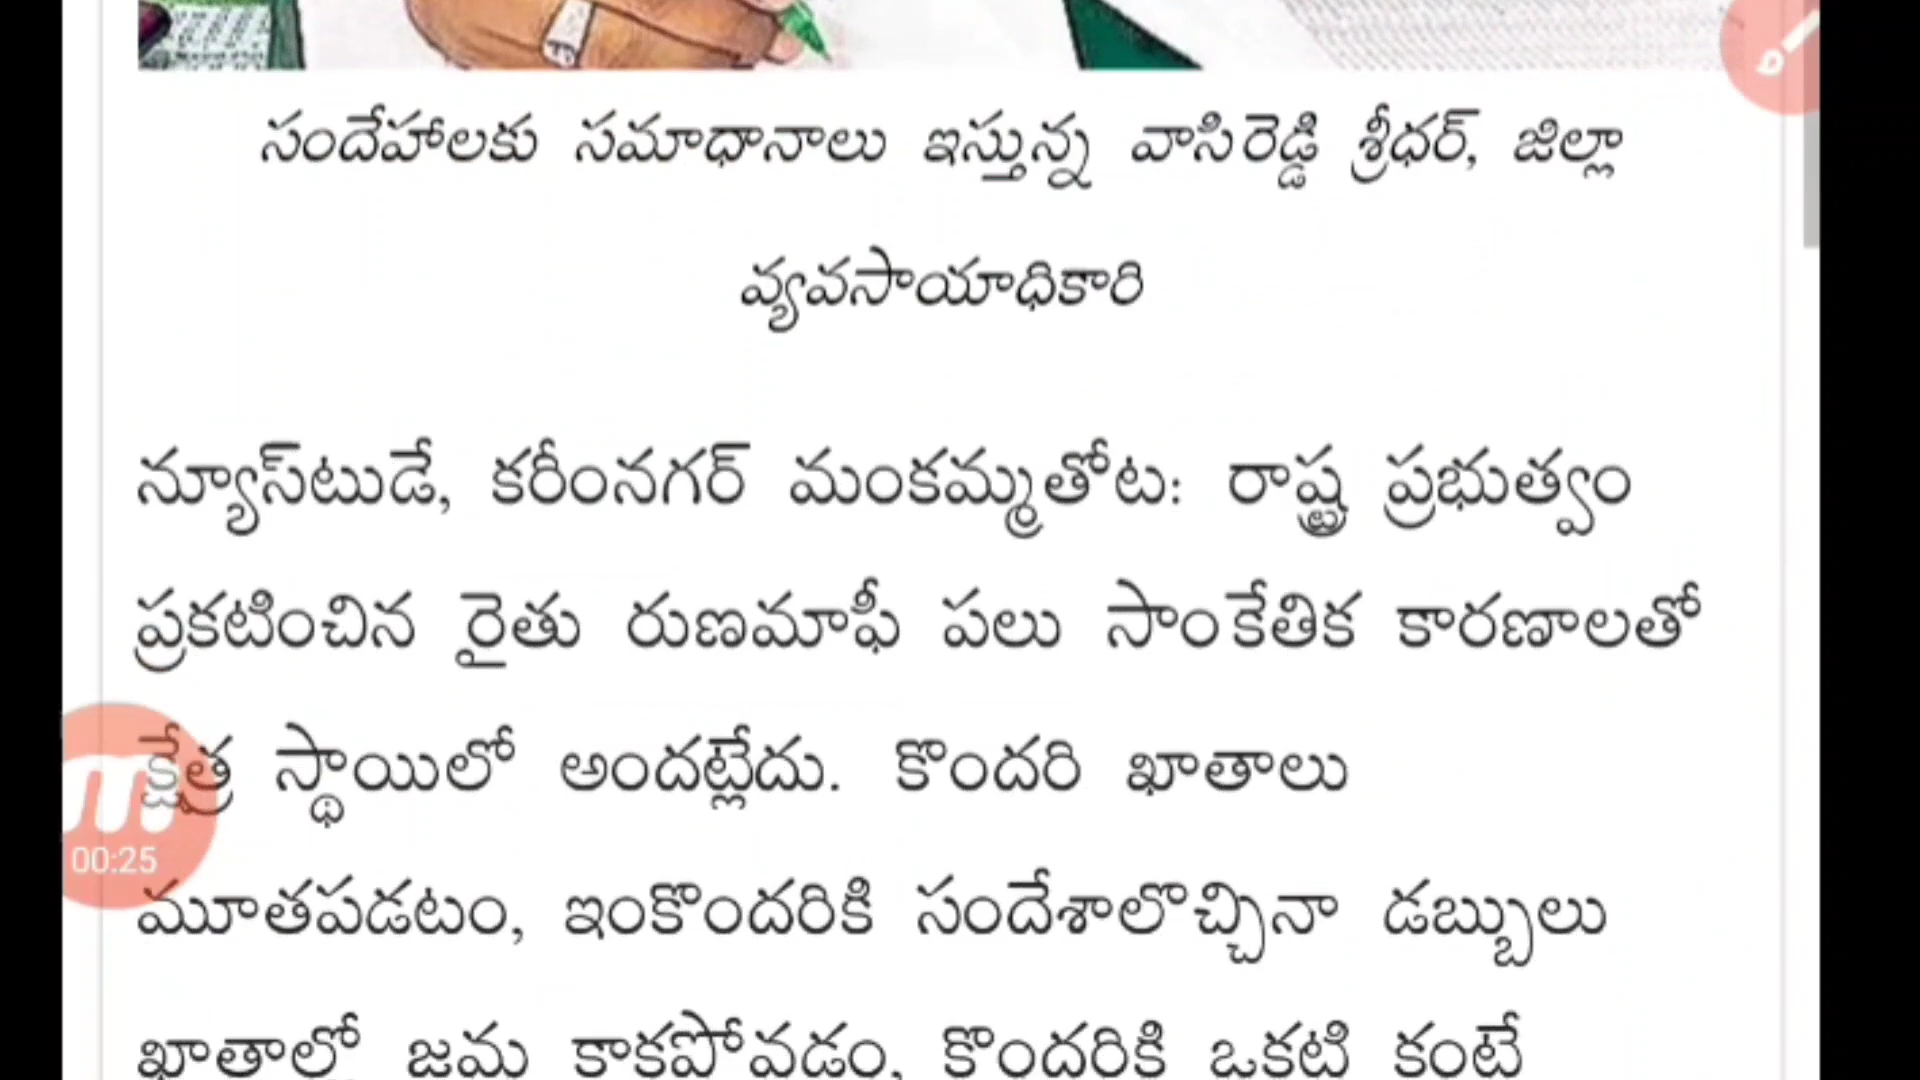 సందేహాలకు సమాధానాలు ఇస్తున్న వాసిరెడ్డి శ్రీధర్, జిల్లా
వ్యవసాయాధికారి
న్యూస్‌టుడే, కరీంనగర్ మంకమ్మతోట: రాష్ట్ర ప్రభుత్వం
ప్రకటించిన రైతు రుణమాఫీ పలు సాంకేతిక కారణాలతో
క్షేత్ర స్థాయిలో అందట్లేదు. కొందరి ఖాతాలు
00:25
మూతపడటం, ఇంకొందరికి సందేశాలొచ్చినా డబ్బులు
ఖాతాల్లో జమ కాకపోవడం, కొందరికి ఒకటి కంటే